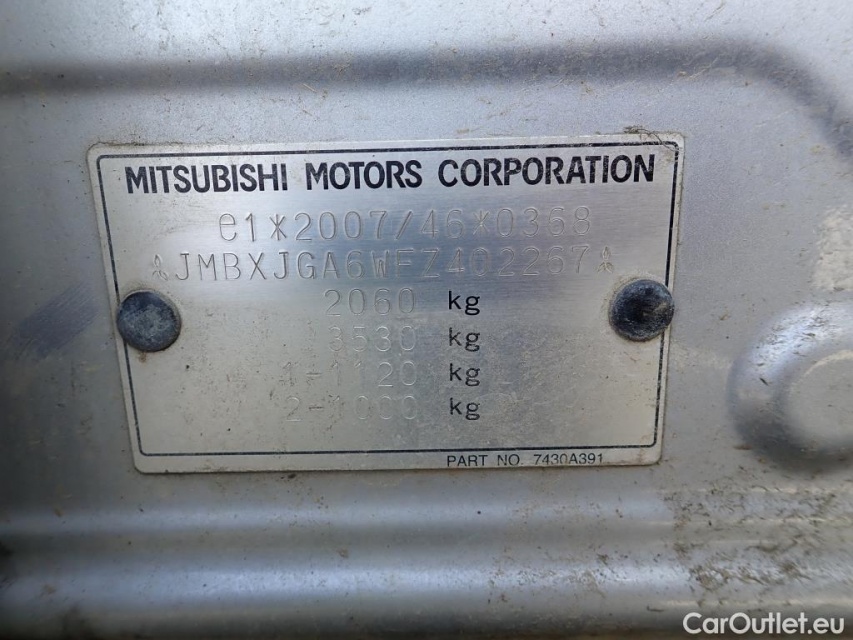 MITSUBISHI MOTORS CORPORATION
e1*2007/46*0368
*JMBXJGA6WEZ402267*
2060 kg
3530 kg
1-1120 kg
2-1000 kg
PART NO. 7430A391
CarOutlet.eu